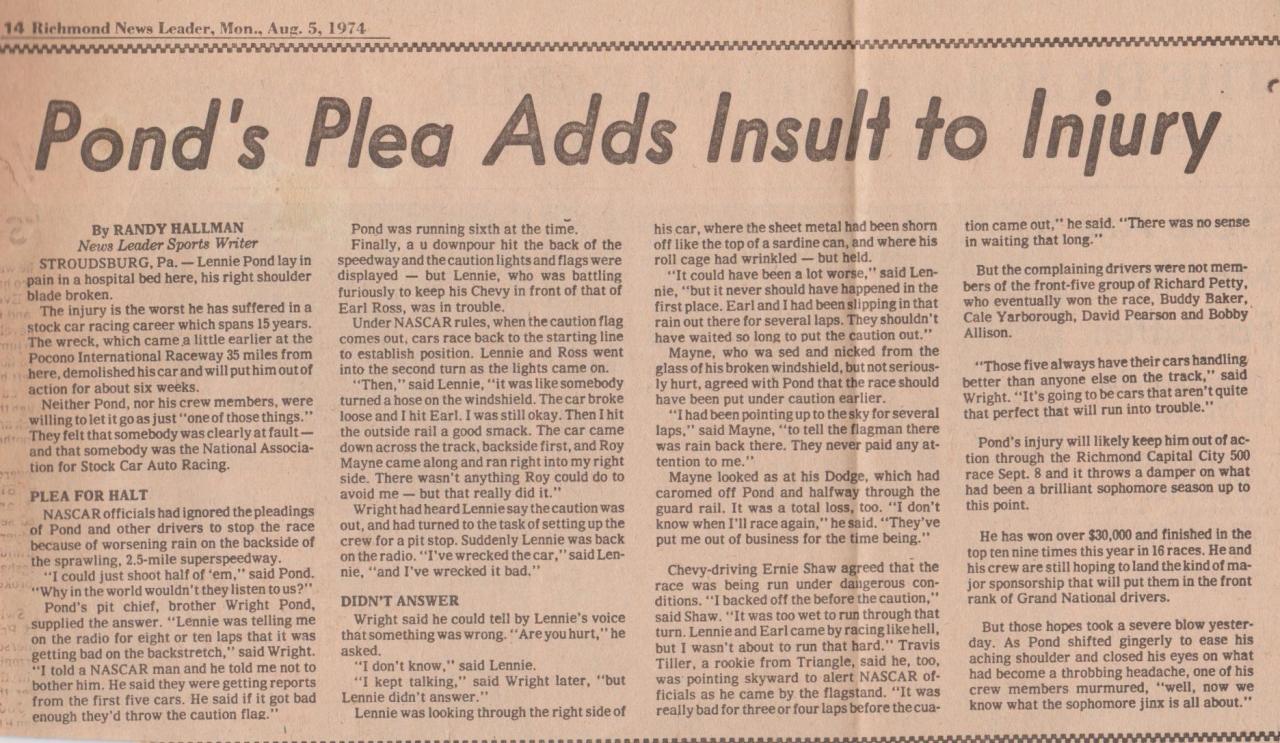 14 Richmond News Leader, Mon., Aug. 5, 1974
Pond's Plea Adds Insult to Injury
By RANDY HALLMAN
News Leader Sports Writer
STROUDSBURG, Pa. — Lennie Pond lay in
pain in a hospital bed here, his right shoulder
blade broken.
The injury is the worst he has suffered in a
stock car racing career which spans 15 years.
The wreck, which came a little earlier at the
Pocono International Raceway 35 miles from
here, demolished his car and will put him out of
action for about six weeks.
Neither Pond, nor his crew members, were
willing to let it go as just "one of those things."
They felt that somebody was clearly at fault —
and that somebody was the National Associa-
tion for Stock Car Auto Racing.
PLEA FOR HALT
NASCAR officials had ignored the pleadings
of Pond and other drivers to stop the race
because of worsening rain on the backside of
the sprawling, 2.5-mile superspeedway.
"I could just shoot half of 'em," said Pond.
"Why in the world wouldn't they listen to us?"
Pond's pit chief, brother Wright Pond,
supplied the answer. "Lennie was telling me
on the radio for eight or ten laps that it was
getting bad on the backstretch," said Wright.
"I told a NASCAR man and he told me not to
bother him. He said they were getting reports
from the first five cars. He said if it got bad
enough they'd throw the caution flag."
Pond was running sixth at the time.
Finally, a u downpour hit the back of the
speedway and the caution lights and flags were
displayed — but Lennie, who was battling
furiously to keep his Chevy in front of that of
Earl Ross, was in trouble.
Under NASCAR rules, when the caution flag
comes out, cars race back to the starting line
to establish position. Lennie and Ross went
into the second turn as the lights came on.
"Then," said Lennie, "it was like somebody
turned a hose on the windshield. The car broke
loose and I hit Earl. I was still okay. Then I hit
the outside rail a good smack. The car came
down across the track, backside first, and Roy
Mayne came along and ran right into my right
side. There wasn't anything Roy could do to
avoid me — but that really did it."
Wright had heard Lennie say the caution was
out, and had turned to the task of setting up the
crew for a pit stop. Suddenly Lennie was back
on the radio. "I've wrecked the car," said Len-
nie, "and I've wrecked it bad."
DIDN'T ANSWER
Wright said he could tell by Lennie's voice
that something was wrong. "Are you hurt," he
asked.
"I don't know," said Lennie.
"I kept talking," said Wright later, "but
Lennie didn't answer."
Lennie was looking through the right side of
his car, where the sheet metal had been shorn
off like the top of a sardine can, and where his
roll cage had wrinkled — but held.
"It could have been a lot worse," said Len-
nie, "but it never should have happened in the
first place. Earl and I had been slipping in that
rain out there for several laps. They shouldn't
have waited so long to put the caution out."
Mayne, who wa sed and nicked from the
glass of his broken windshield, but not serious-
ly hurt, agreed with Pond that the race should
have been put under caution earlier.
"I had been pointing up to the sky for several
laps," said Mayne, "to tell the flagman there
was rain back there. They never paid any at-
tention to me."
Mayne looked as at his Dodge, which had
caromed off Pond and halfway through the
guard rail. It was a total loss, too. "I don't
know when I'll race again," he said. "They've
put me out of business for the time being."
Chevy-driving Ernie Shaw agreed that the
race was being run under dangerous con-
ditions. "I backed off the before the caution,"
said Shaw. "It was too wet to run through that
turn. Lennie and Earl came by racing like hell,
but I wasn't about to run that hard." Travis
Tiller, a rookie from Triangle, said he, too,
was pointing skyward to alert NASCAR of-
ficials as he came by the flagstand. "It was
really bad for three or four laps before the cua-
tion came out," he said. "There was no sense
in waiting that long."
But the complaining drivers were not mem-
bers of the front-five group of Richard Petty,
who eventually won the race, Buddy Baker,
Cale Yarborough, David Pearson and Bobby
Allison.
"Those five always have their cars handling
better than anyone else on the track," said
Wright. "It's going to be cars that aren't quite
that perfect that will run into trouble."
Pond's injury will likely keep him out of ac-
tion through the Richmond Capital City 500
race Sept. 8 and it throws a damper on what
had been a brilliant sophomore season up to
this point.
He has won over $30,000 and finished in the
top ten nine times this year in 16 races. He and
his crew are still hoping to land the kind of ma-
jor sponsorship that will put them in the front
rank of Grand National drivers.
But those hopes took a severe blow yester-
day. As Pond shifted gingerly to ease his
aching shoulder and closed his eyes on what
had become a throbbing headache, one of his
crew members murmured, "well, now we
know what the sophomore jinx is all about."